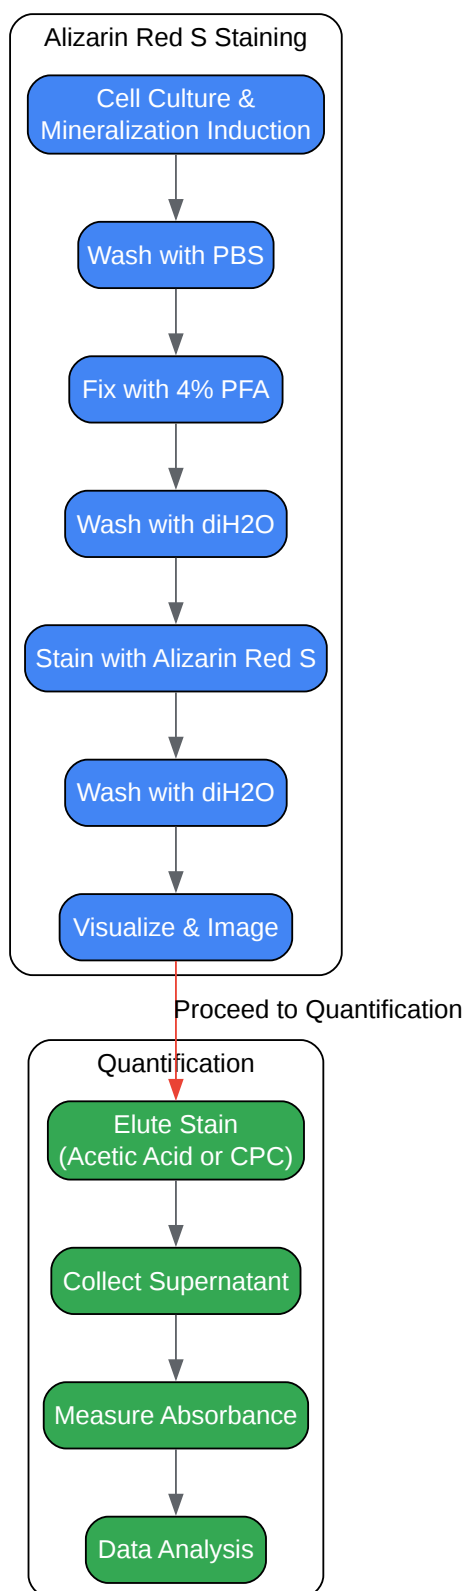 Alizarin Red S Staining
Cell Culture &
Mineralization Induction
Wash with PBS
Fix with 4% PFA
Wash with diH2O
Stain with Alizarin Red S
Wash with diH2O
Visualize & Image
Proceed to Quantification
Quantification
Elute Stain
(Acetic Acid or CPC)
Collect Supernatant
Measure Absorbance
Data Analysis